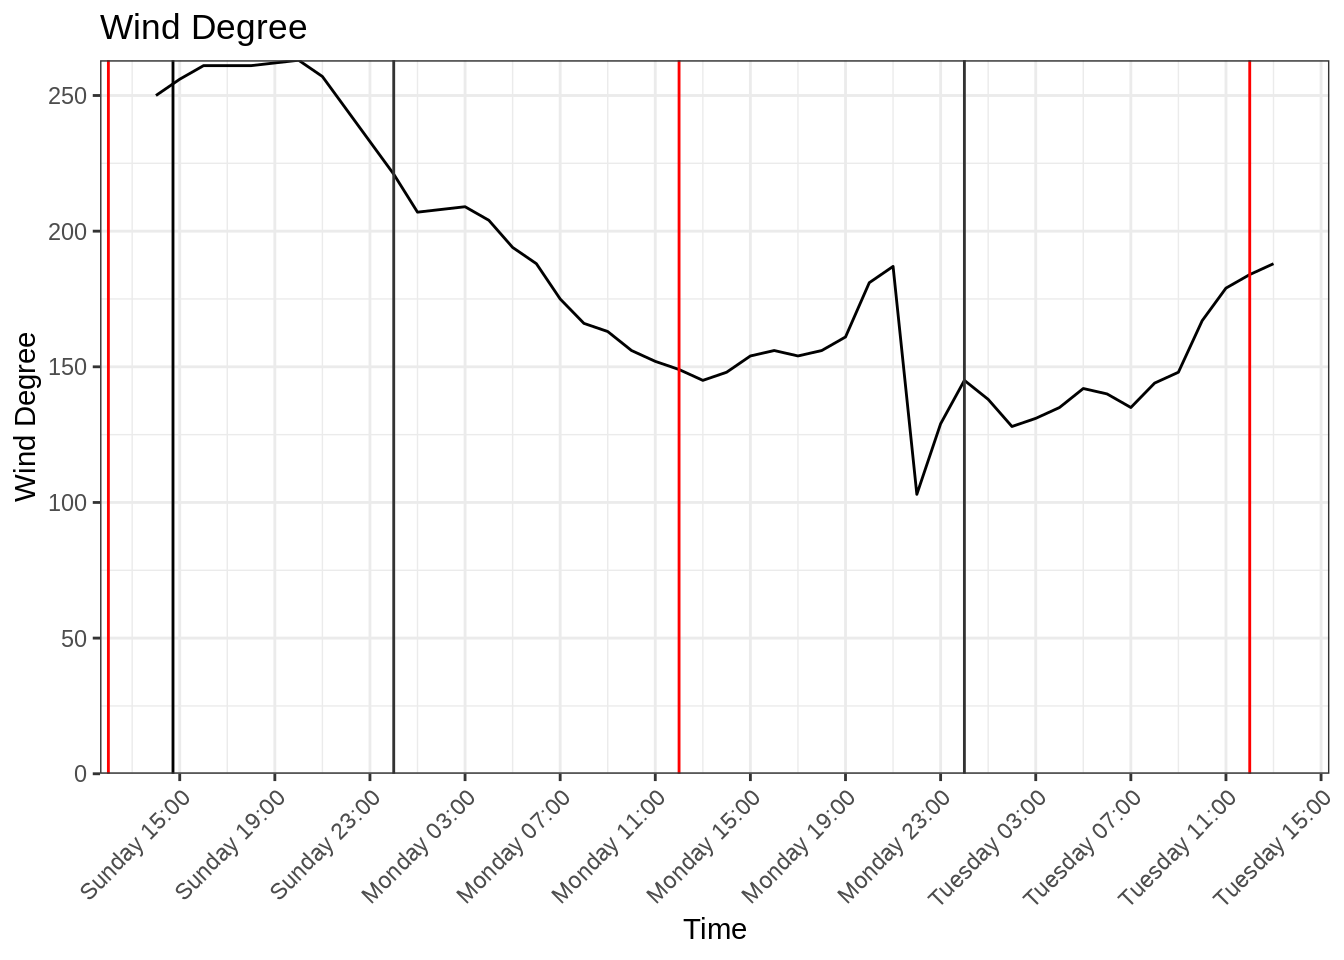 Wind Degree
Wind Degree
250
200
150
100
50
0
Sunday 15:00
Sunday 19:00
Sunday 23:00
Monday 03:00
Monday 07:00
Monday 11:00
Monday 15:00
Monday 19:00
Monday 23:00
Tuesday 03:00
Tuesday 07:00
Tuesday 11:00
Tuesday 15:00
Time